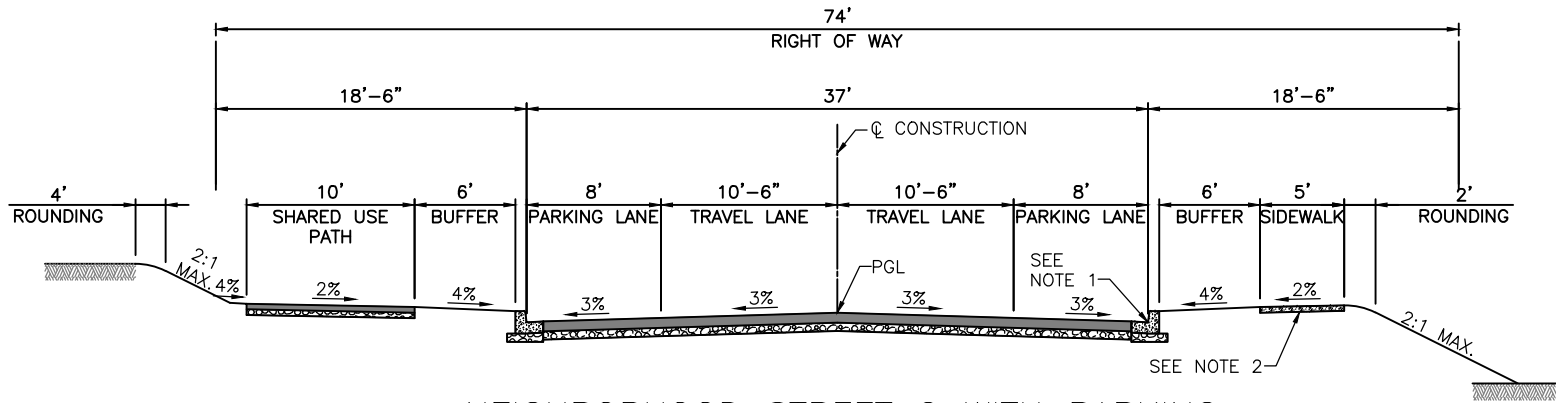 74'
RIGHT OF WAY
18'-6"
37'
18'-6"
℄ CONSTRUCTION
4'
ROUNDING
10'
SHARED USE
PATH
6'
BUFFER
8'
PARKING LANE
10'-6"
TRAVEL LANE
10'-6"
TRAVEL LANE
8'
PARKING LANE
6'
BUFFER
5'
SIDEWALK
2'
ROUNDING
2:1
MAX.
4%
2%
4%
3%
3%
PGL
3%
3%
SEE
NOTE 1
4%
2%
2:1 MAX.
SEE NOTE 2